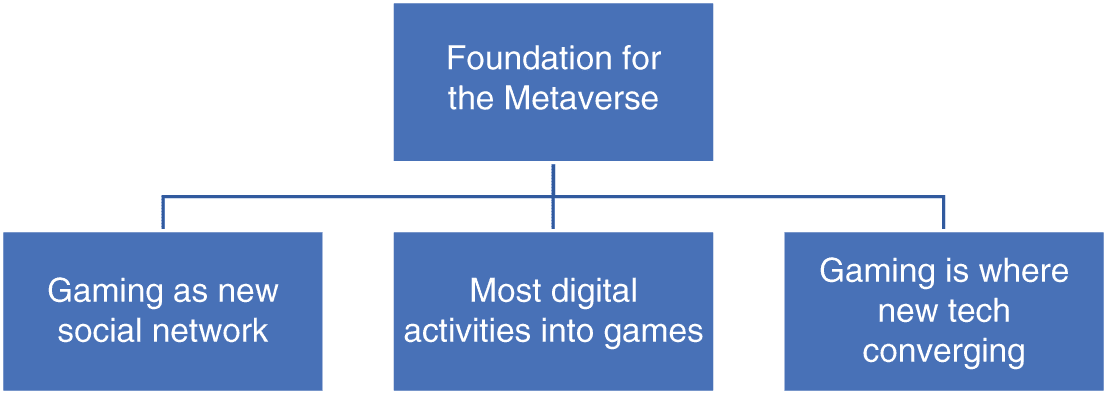 Foundation for
the Metaverse
Gaming as new
social network
Most digital
activities into games
Gaming is where
new tech
converging